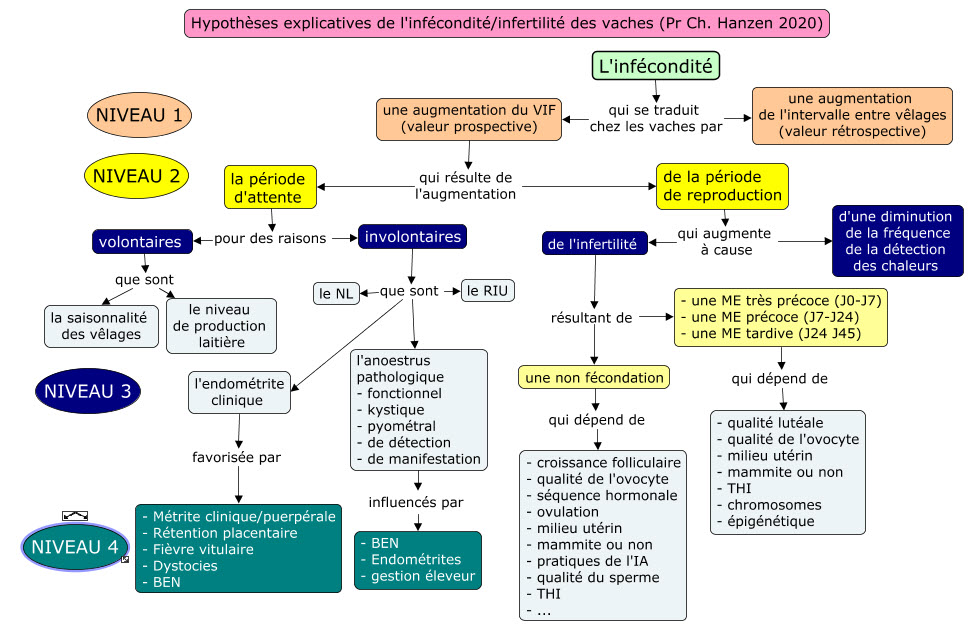 Hypothèses explicatives de l'infécondité/infertilité des vaches (Pr Ch. Hanzen 2020)
L'infécondité
NIVEAU 1
une augmentation du VIF
(valeur prospective)
qui se traduit
chez les vaches par
une augmentation
de l'intervalle entre vêlages
(valeur rétrospective)
NIVEAU 2
la période
d'attente
qui résulte de
l'augmentation
de la période
de reproduction
volontaires
pour des raisons
involontaires
de l'infertilité
qui augmente
à cause
d'une diminution
de la fréquence
de la détection
des chaleurs
que sont
la saisonnalité
des vêlages
le niveau
de production
laitière
le NL
que sont
le RIU
résultant de
- une ME très précoce (J0-J7)
- une ME précoce (J7-J24)
- une ME tardive (J24 J45)
NIVEAU 3
l'endométrite
clinique
l'anoestrus
pathologique
- fonctionnel
- kystique
- pyométral
- de détection
- de manifestation
une non fécondation
qui dépend de
qui dépend de
favorisée par
influencés par
- croissance folliculaire
- qualité de l'ovocyte
- séquence hormonale
- ovulation
- milieu utérin
- mammite ou non
- pratiques de l'IA
- qualité du sperme
- THI
- ...
- qualité lutéale
- qualité de l'ovocyte
- milieu utérin
- mammite ou non
- THI
- chromosomes
- épigénétique
NIVEAU 4
- Métrite clinique/puerpérale
- Rétention placentaire
- Fièvre vitulaire
- Dystocies
- BEN
- BEN
- Endométrites
- gestion éleveur